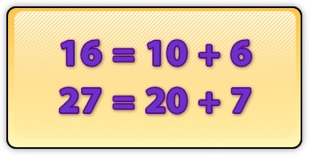 16 = 10 + 6
27 = 20 + 7